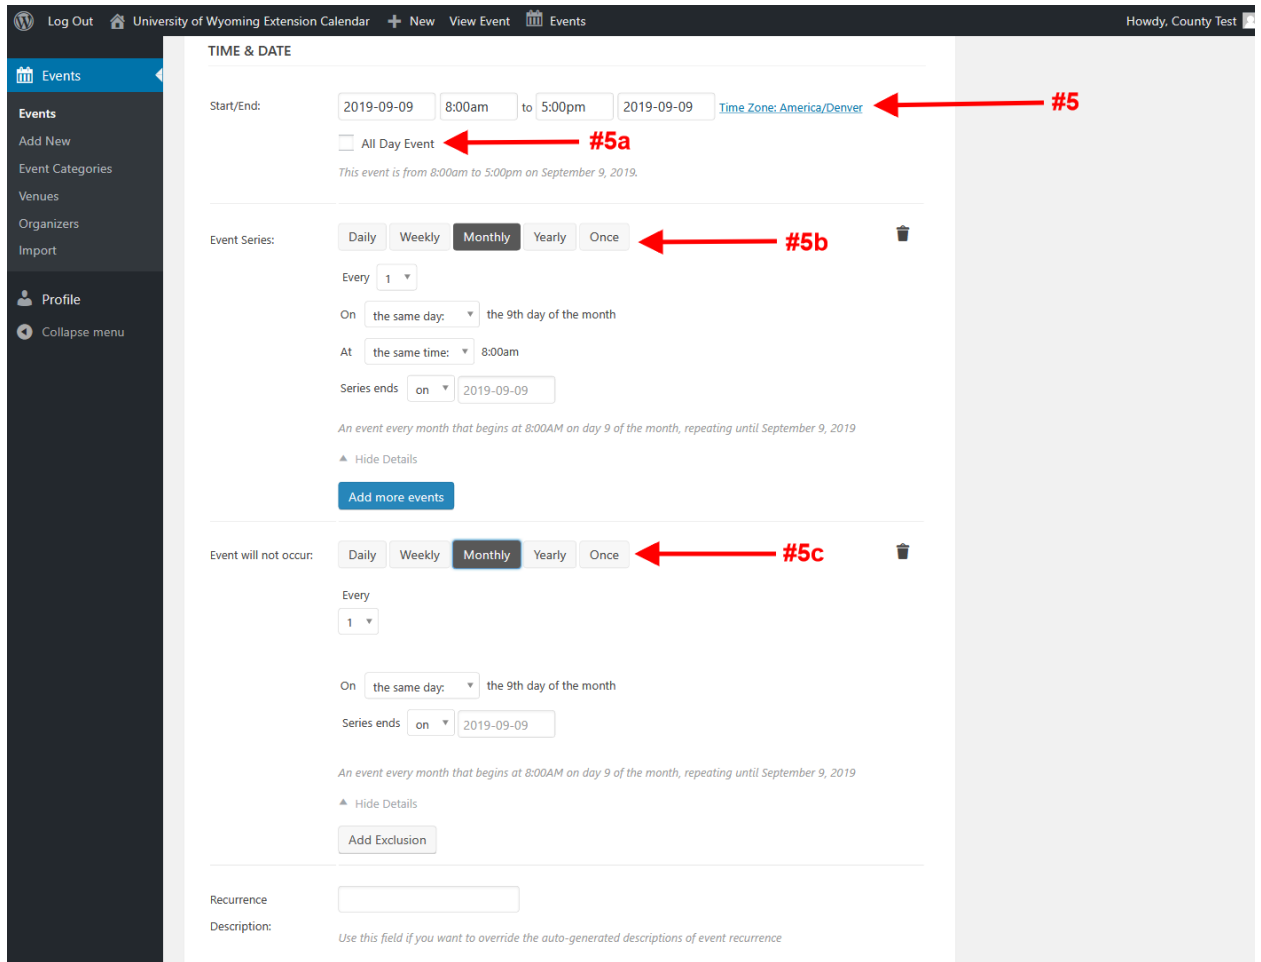 Log Out University of Wyoming Extension Calendar New View Event Events Howdy, County Test
Events
Events
Add New
Event Categories
Venues
Organizers
Import
Profile
Collapse menu
TIME & DATE
Start/End: 2019-09-09 8:00am to 5:00pm 2019-09-09 Time Zone: America/Denver #5
All Day Event #5a
This event is from 8:00am to 5:00pm on September 9, 2019.
Event Series: Daily Weekly Monthly Yearly Once #5b
Every 1
On the same day: the 9th day of the month
At the same time: 8:00am
Series ends on 2019-09-09
An event every month that begins at 8:00AM on day 9 of the month, repeating until September 9, 2019
Hide Details
Add more events
Event will not occur: Daily Weekly Monthly Yearly Once #5c
Every
1
On the same day: the 9th day of the month
Series ends on 2019-09-09
An event every month that begins at 8:00AM on day 9 of the month, repeating until September 9, 2019
Hide Details
Add Exclusion
Recurrence
Description:
Use this field if you want to override the auto-generated descriptions of event recurrence